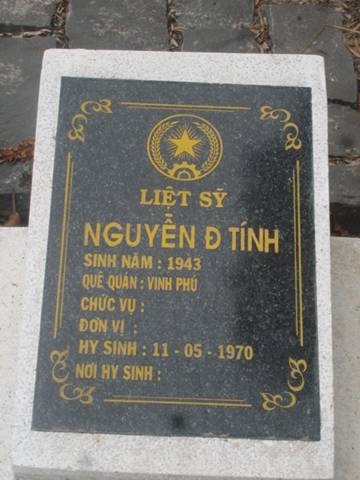 LIỆT SỸ
NGUYỄN Đ TÍNH
SINH NĂM : 1943
QUÊ QUÁN : VINH PHÚ
CHỨC VỤ :
ĐƠN VỊ :
HY SINH : 11 - 05 - 1970
NƠI HY SINH :